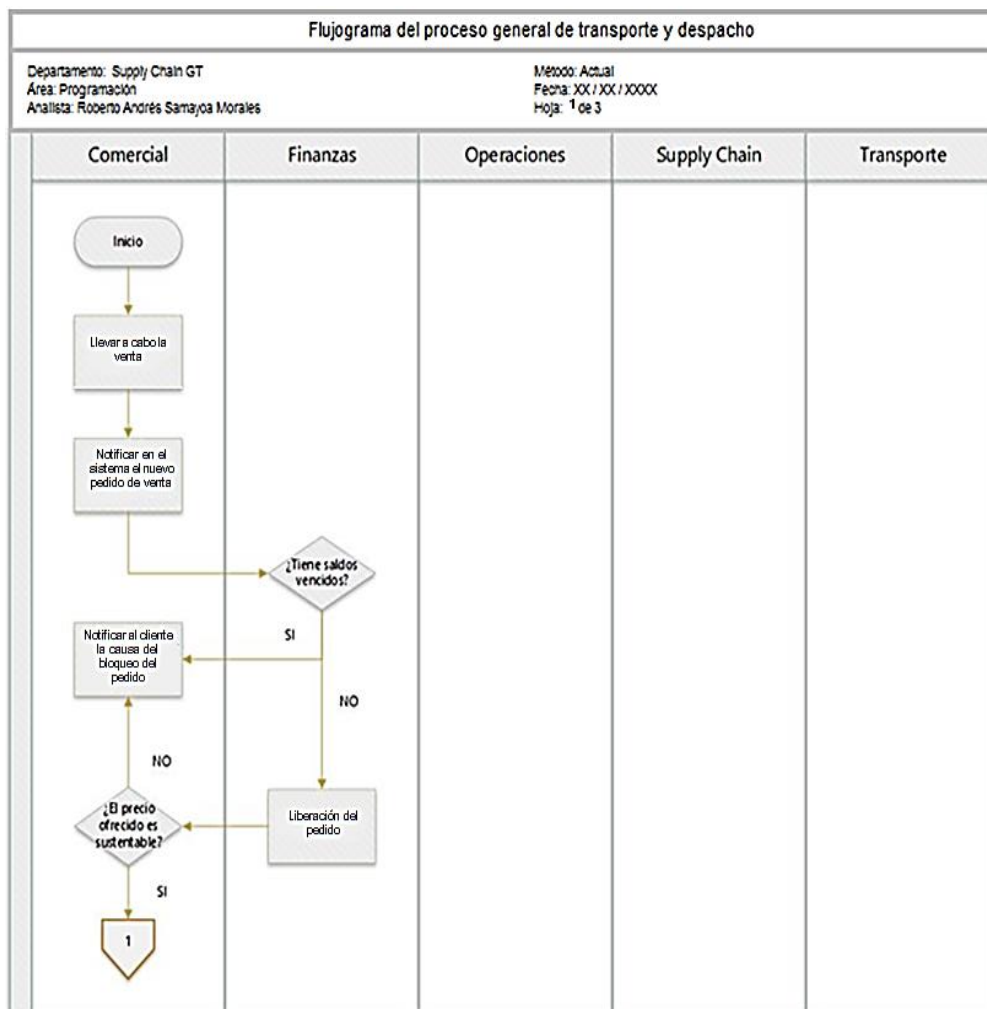 Flujograma del proceso general de transporte y despacho
Departamento: Supply Chain GT
Área: Programación
Analista: Roberto Andrés Samayoa Morales
Método: Actual
Fecha: XX / XX / XXXX
Hoja: 1 de 3
Comercial
Finanzas
Operaciones
Supply Chain
Transporte
Inicio
Llevar a cabo la
venta
Notificar en el
sistema el nuevo
pedido de venta
¿Tiene saldos
vencidos?
SI
Notificar al cliente
la causa del
bloqueo del
pedido
NO
NO
¿El precio
ofrecido es
sustentable?
Liberación del
pedido
SI
1